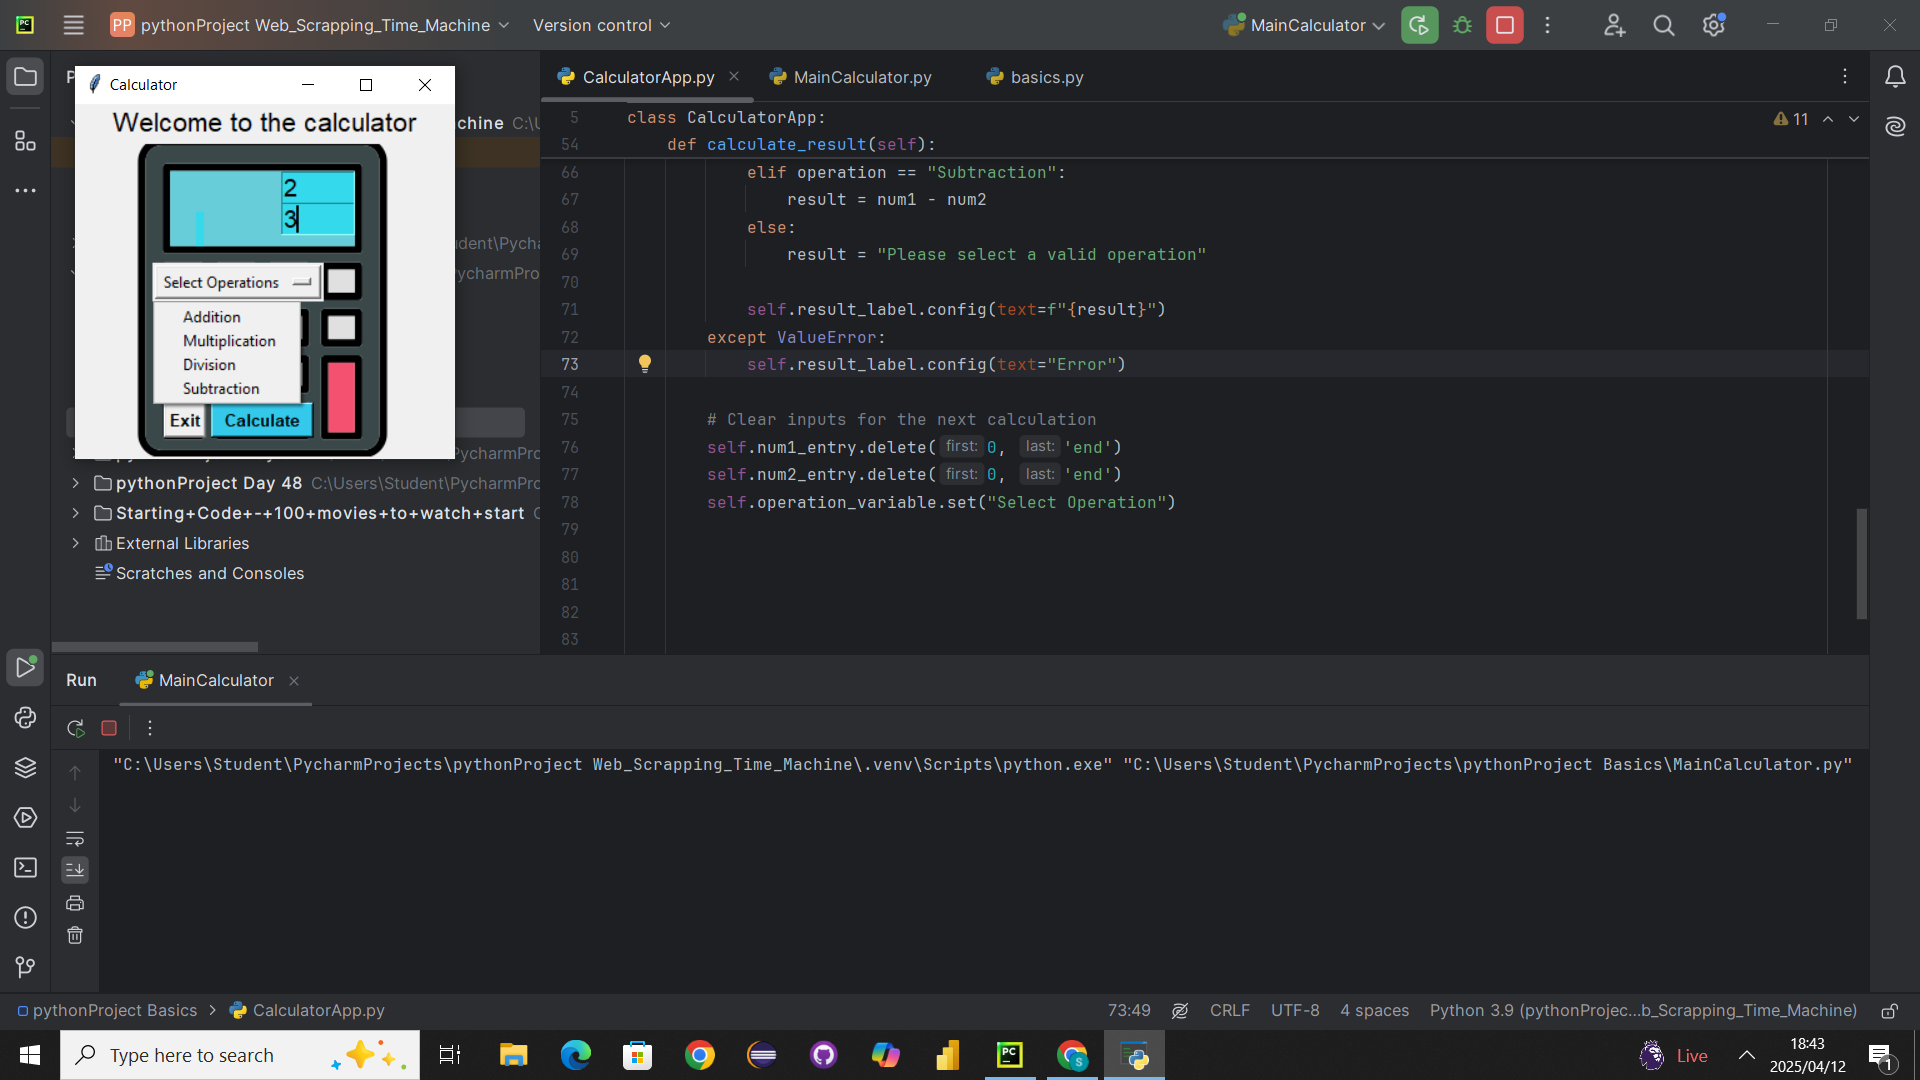 PP pythonProject Web_Scrapping_Time_Machine Version control MainCalculator
Calculator
Welcome to the calculator
2
3
Select Operations
Addition
Multiplication
Division
Subtraction
Exit Calculate
chine C:\U
dent\Pycha
ycharmPro
PycharmPro
pythonProject Day 48 C:\Users\Student\PycharmPro
Starting+Code+-+100+movies+to+watch+start
External Libraries
Scratches and Consoles
CalculatorApp.py MainCalculator.py basics.py
11
5 class CalculatorApp:
54 def calculate_result(self):
66 elif operation == "Subtraction":
67 result = num1 - num2
68 else:
69 result = "Please select a valid operation"
70
71 self.result_label.config(text=f"{result}")
72 except ValueError:
73 self.result_label.config(text="Error")
74
75 # Clear inputs for the next calculation
76 self.num1_entry.delete( first: 0, last: 'end')
77 self.num2_entry.delete( first: 0, last: 'end')
78 self.operation_variable.set("Select Operation")
79
80
81
82
83
Run MainCalculator
"C:\Users\Student\PycharmProjects\pythonProject Web_Scrapping_Time_Machine\.venv\Scripts\python.exe" "C:\Users\Student\PycharmProjects\pythonProject Basics\MainCalculator.py"
pythonProject Basics > CalculatorApp.py 73:49 CRLF UTF-8 4 spaces Python 3.9 (pythonProjec...b_Scrapping_Time_Machine)
Type here to search
Live
18:43
2025/04/12
1